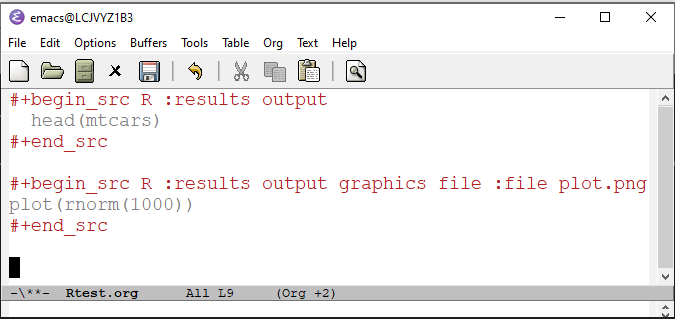 emacs@LCJVYZ1B3
File Edit Options Buffers Tools Table Org Text Help
#+begin_src R :results output
  head(mtcars)
#+end_src

#+begin_src R :results output graphics file :file plot.png
plot(rnorm(1000))
#+end_src
-\**-  Rtest.org      All L9     (Org +2)